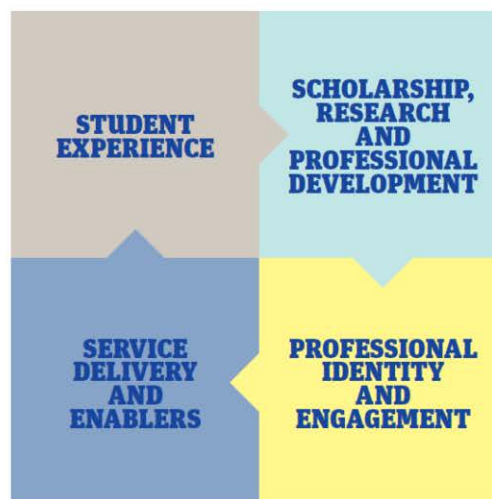 STUDENT
EXPERIENCE
SCHOLARSHIP,
RESEARCH
AND
PROFESSIONAL
DEVELOPMENT
SERVICE
DELIVERY
AND
ENABLERS
PROFESSIONAL
IDENTITY
AND
ENGAGEMENT